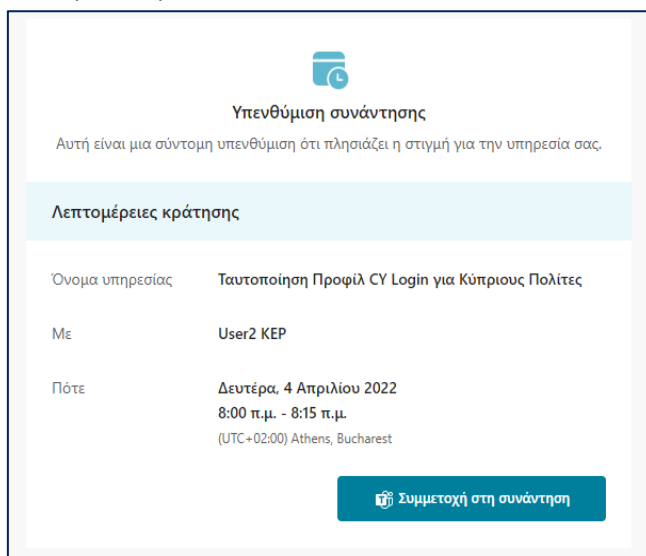 Υπενθύμιση συνάντησης
Αυτή είναι μια σύντομη υπενθύμιση ότι πλησιάζει η στιγμή για την υπηρεσία σας.
Λεπτομέρειες κράτησης
Όνομα υπηρεσίας Ταυτοποίηση Προφίλ CY Login για Κύπριους Πολίτες
Με User2 KEP
Πότε Δευτέρα, 4 Απριλίου 2022
8:00 π.μ. - 8:15 π.μ.
(UTC+02:00) Athens, Bucharest
Συμμετοχή στη συνάντηση